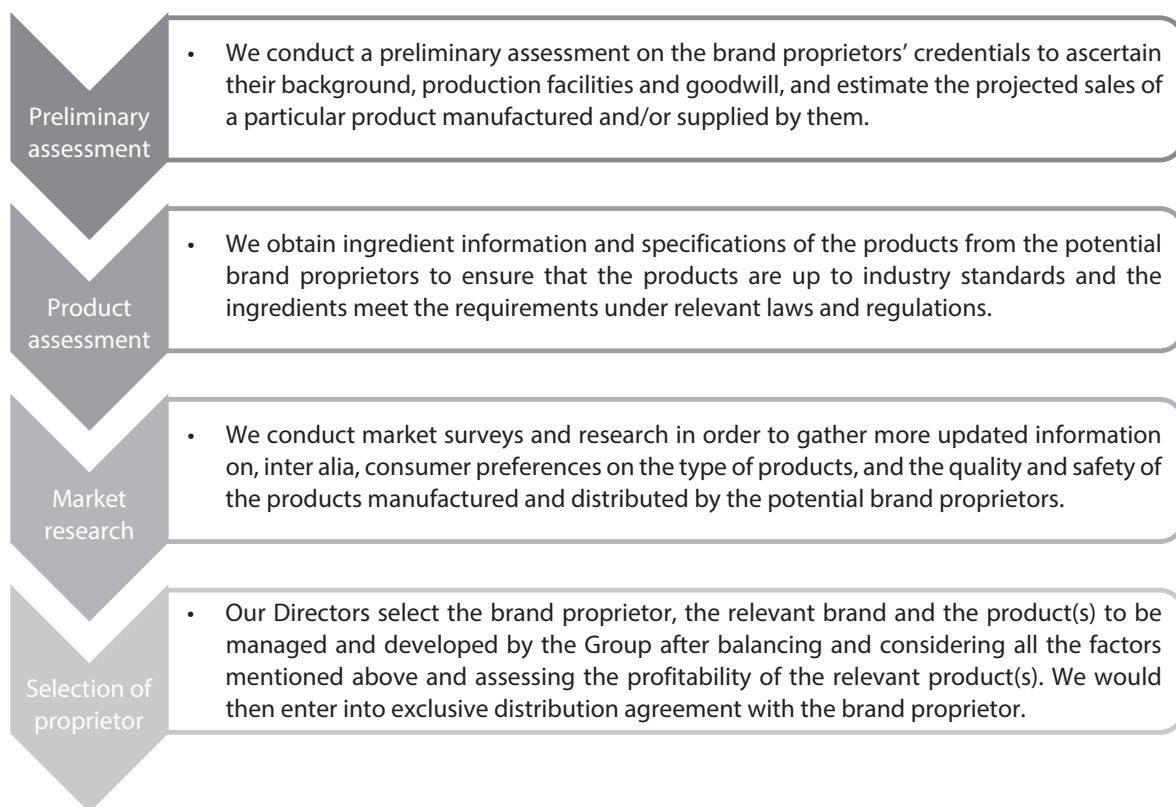 Preliminary
assessment
• We conduct a preliminary assessment on the brand proprietors’ credentials to ascertain
their background, production facilities and goodwill, and estimate the projected sales of
a particular product manufactured and/or supplied by them.
Product
assessment
• We obtain ingredient information and specifications of the products from the potential
brand proprietors to ensure that the products are up to industry standards and the
ingredients meet the requirements under relevant laws and regulations.
Market
research
• We conduct market surveys and research in order to gather more updated information
on, inter alia, consumer preferences on the type of products, and the quality and safety of
the products manufactured and distributed by the potential brand proprietors.
Selection of
proprietor
• Our Directors select the brand proprietor, the relevant brand and the product(s) to be
managed and developed by the Group after balancing and considering all the factors
mentioned above and assessing the profitability of the relevant product(s). We would
then enter into exclusive distribution agreement with the brand proprietor.